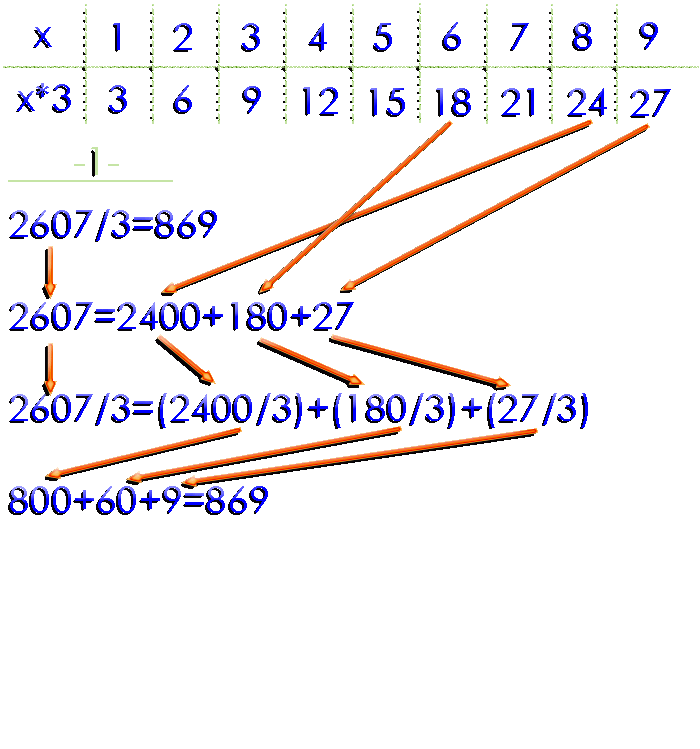 x 1 2 3 4 5 6 7 8 9
x*3 3 6 9 12 15 18 21 24 27
-1-
2607/3=869
2607=2400+180+27
2607/3=(2400/3)+(180/3)+(27/3)
800+60+9=869